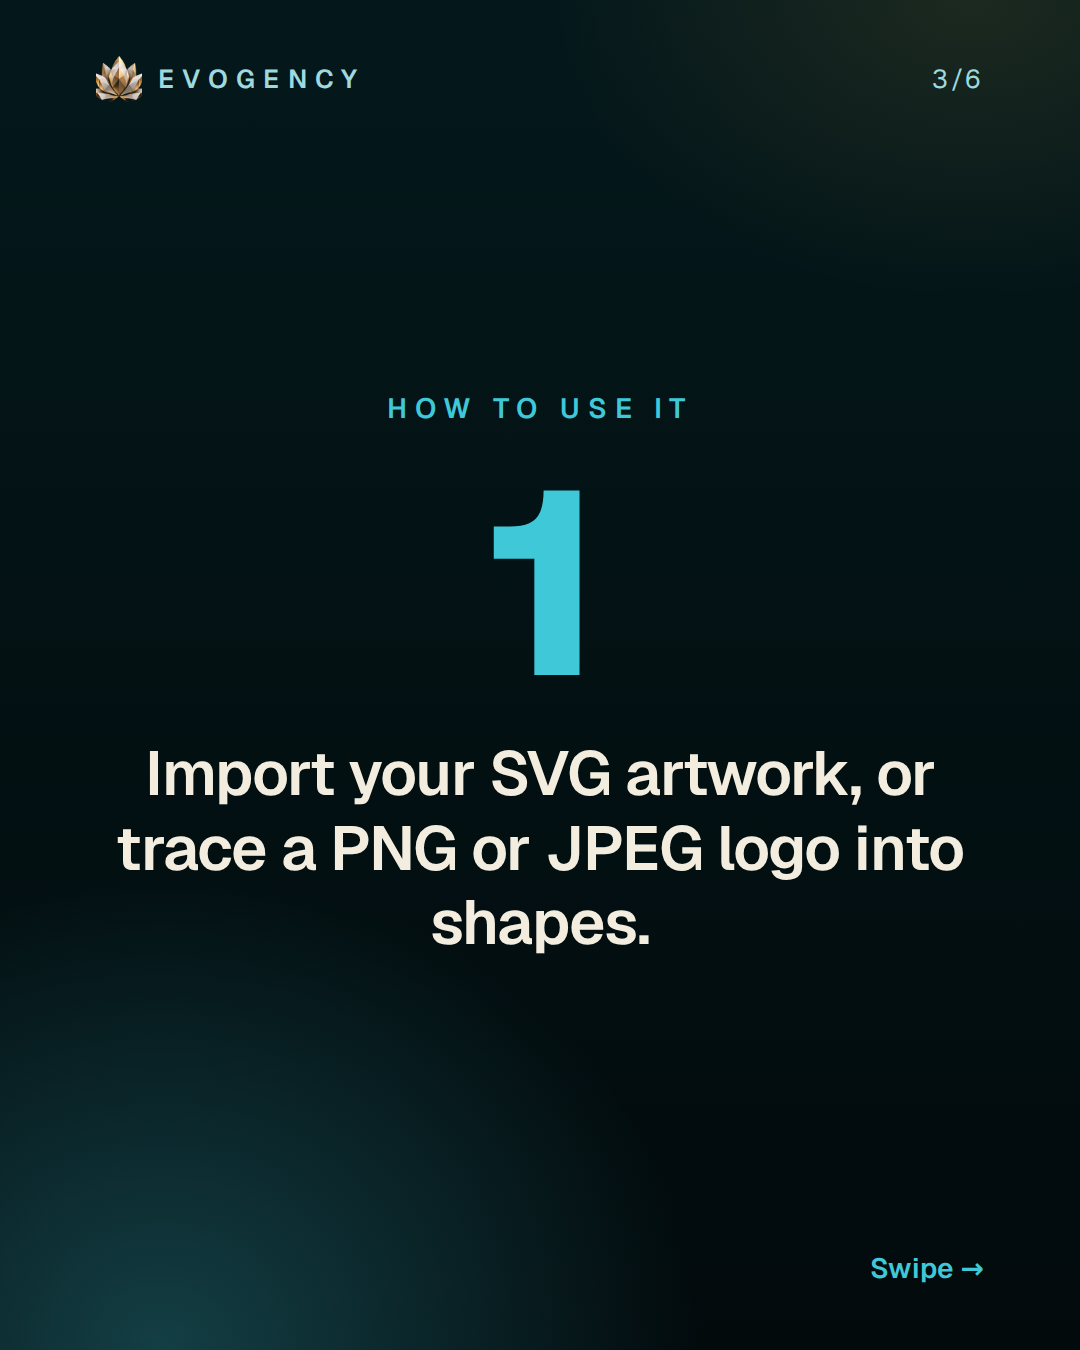 EVOGENCY
3/6
HOW TO USE IT
1
Import your SVG artwork, or
trace a PNG or JPEG logo into
shapes.
Swipe →